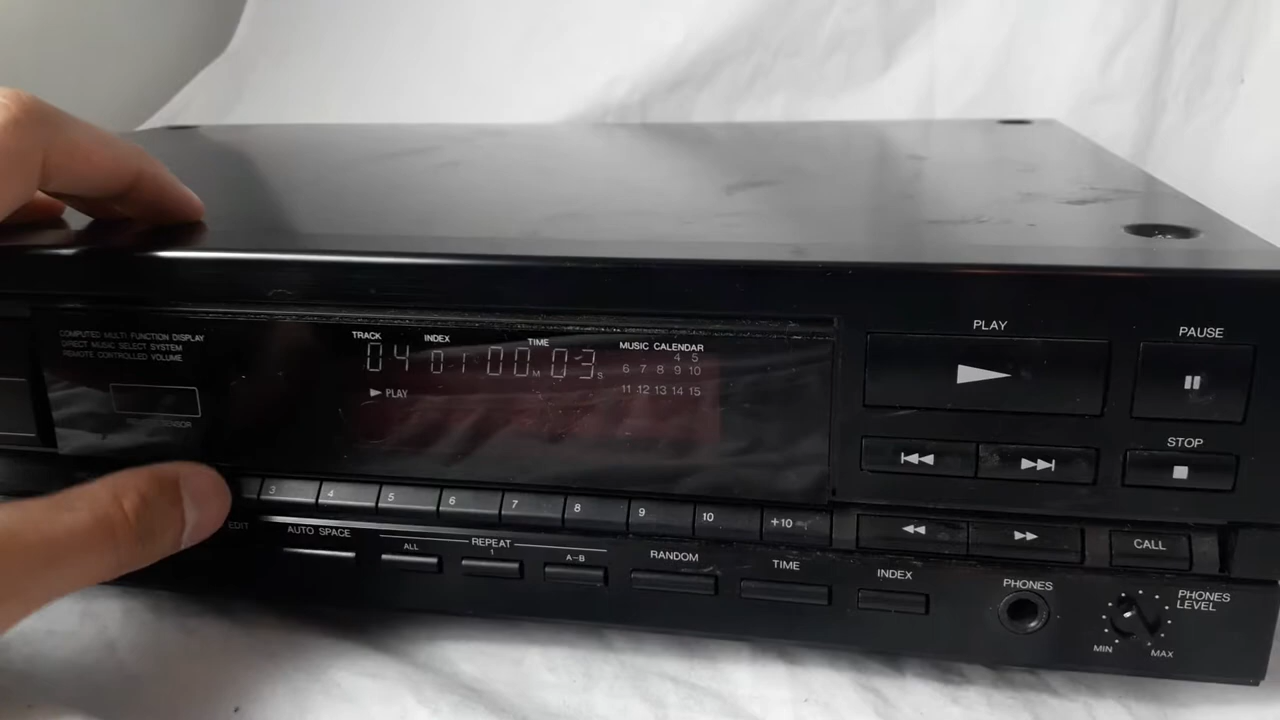 COMPUTED MULTI FUNCTION DISPLAY
DIRECT MUSIC SELECT SYSTEM
REMOTE CONTROLLED VOLUME
SENSOR
TRACK INDEX TIME MUSIC CALENDAR
04 01 00M 03S
4 5
6 7 8 9 10
11 12 13 14 15
PLAY
PLAY
PAUSE
STOP
3 4 5 6 7 8 9 10 +10
CALL
EDIT AUTO SPACE
REPEAT
ALL 1 A-B
RANDOM TIME INDEX
PHONES
PHONES
LEVEL
MIN MAX